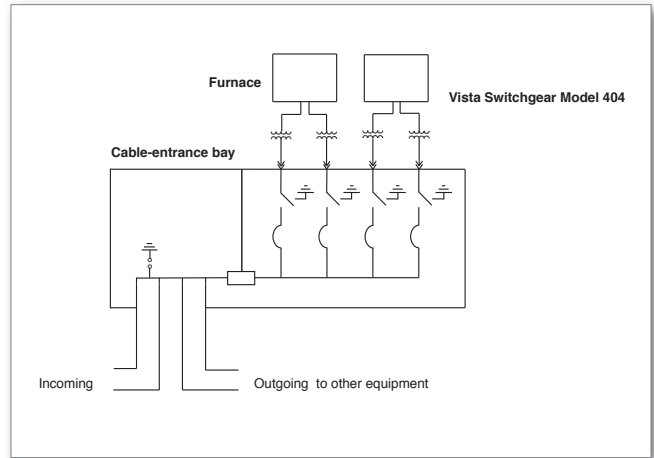 Furnace
Vista Switchgear Model 404
Cable-entrance bay
Incoming
Outgoing to other equipment